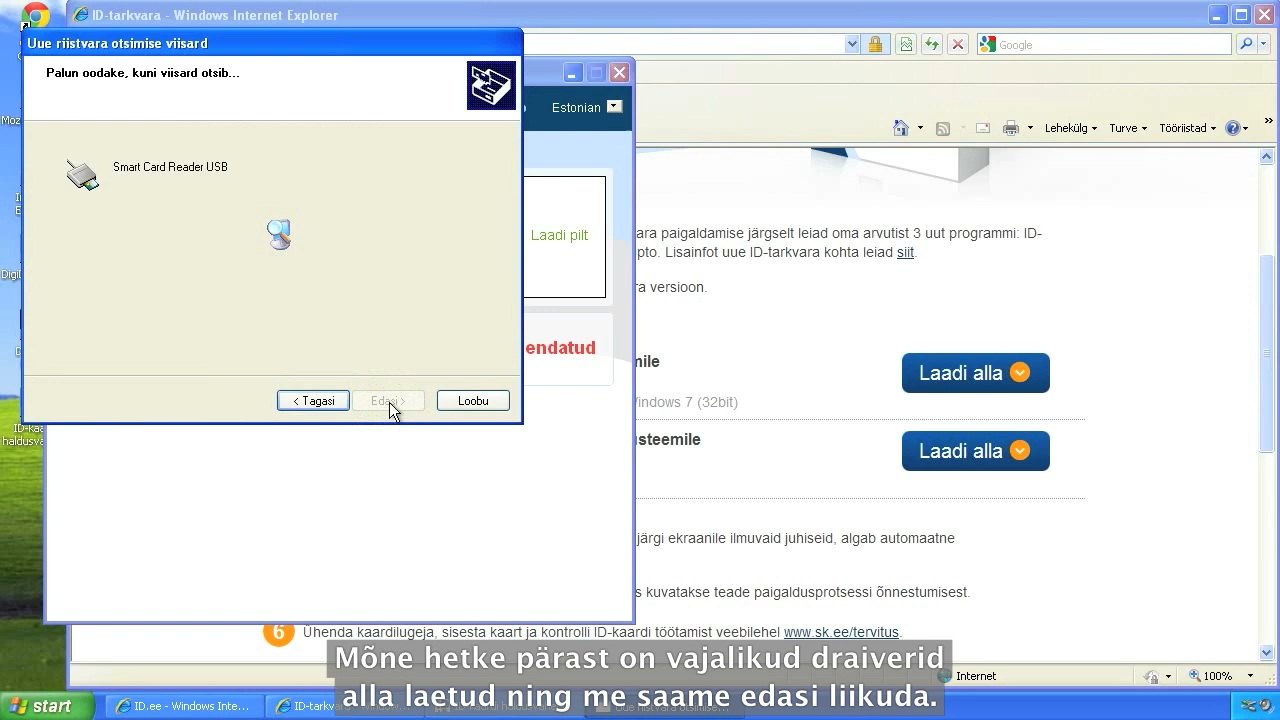 ID-tarkvara - Windows Internet Explorer
Uue riistvara otsimise viisard
Palun oodake, kuni viisard otsib...
Google
Estonian
Lehekülg
Turve
Tööriistad
Smart Card Reader USB
Laadi pilt
ara paigaldamise järgselt leiad oma arvutist 3 uut programmi: ID-
pto. Lisainfot uue ID-tarkvara kohta leiad siit.
ra versioon.
endatud
mile
Laadi alla
Windows 7 (32bit)
< Tagasi
Edasi >
Loobu
usteemile
Laadi alla
järgi ekraanile ilmuvaid juhiseid, algab automaatne
s kuvatakse teade paigaldusprotsessi õnnestumisest.
6
Ühenda kaardilugeja, sisesta kaart ja kontrolli ID-kaardi töötamist veebilehel www.sk.ee/tervitus.
Mõne hetke pärast on vajalikud draiverid
alla laetud ning me saame edasi liikuda.
Internet
100%
start
ID.ee - Windows Inte...